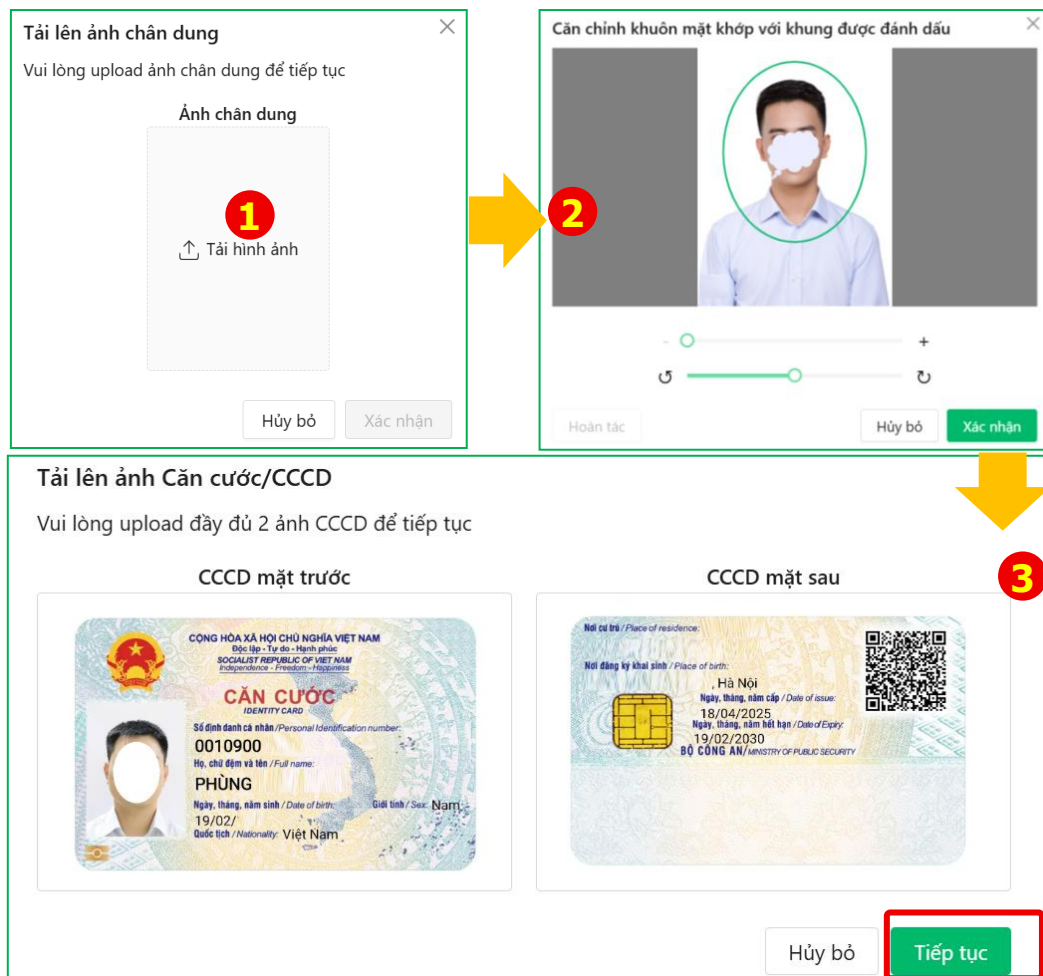 Tải lên ảnh chân dung
Vui lòng upload ảnh chân dung để tiếp tục
Ảnh chân dung
1
Tải hình ảnh
Hủy bỏ Xác nhận
Căn chỉnh khuôn mặt khớp với khung được đánh dấu
2
- +
Hoàn tác Hủy bỏ Xác nhận
Tải lên ảnh Căn cước/CCCD
Vui lòng upload đầy đủ 2 ảnh CCCD để tiếp tục
3
CCCD mặt trước
CỘNG HÒA XÃ HỘI CHỦ NGHĨA VIỆT NAM
Độc lập - Tự do - Hạnh phúc
SOCIALIST REPUBLIC OF VIET NAM
Independence - Freedom - Happiness
CĂN CƯỚC
IDENTITY CARD
Số định danh cá nhân / Personal Identification number:
0010900
Họ, chữ đệm và tên / Full name:
PHÙNG
Ngày, tháng, năm sinh / Date of birth: Giới tính / Sex: Nam
19/02/
Quốc tịch / Nationality: Việt Nam
CCCD mặt sau
Nơi cư trú / Place of residence:
Nơi đăng ký khai sinh / Place of birth:
, Hà Nội
Ngày, tháng, năm cấp / Date of issue:
18/04/2025
Ngày, tháng, năm hết hạn / Date of Expiry:
19/02/2030
BỘ CÔNG AN/MINISTRY OF PUBLIC SECURITY
Hủy bỏ Tiếp tục